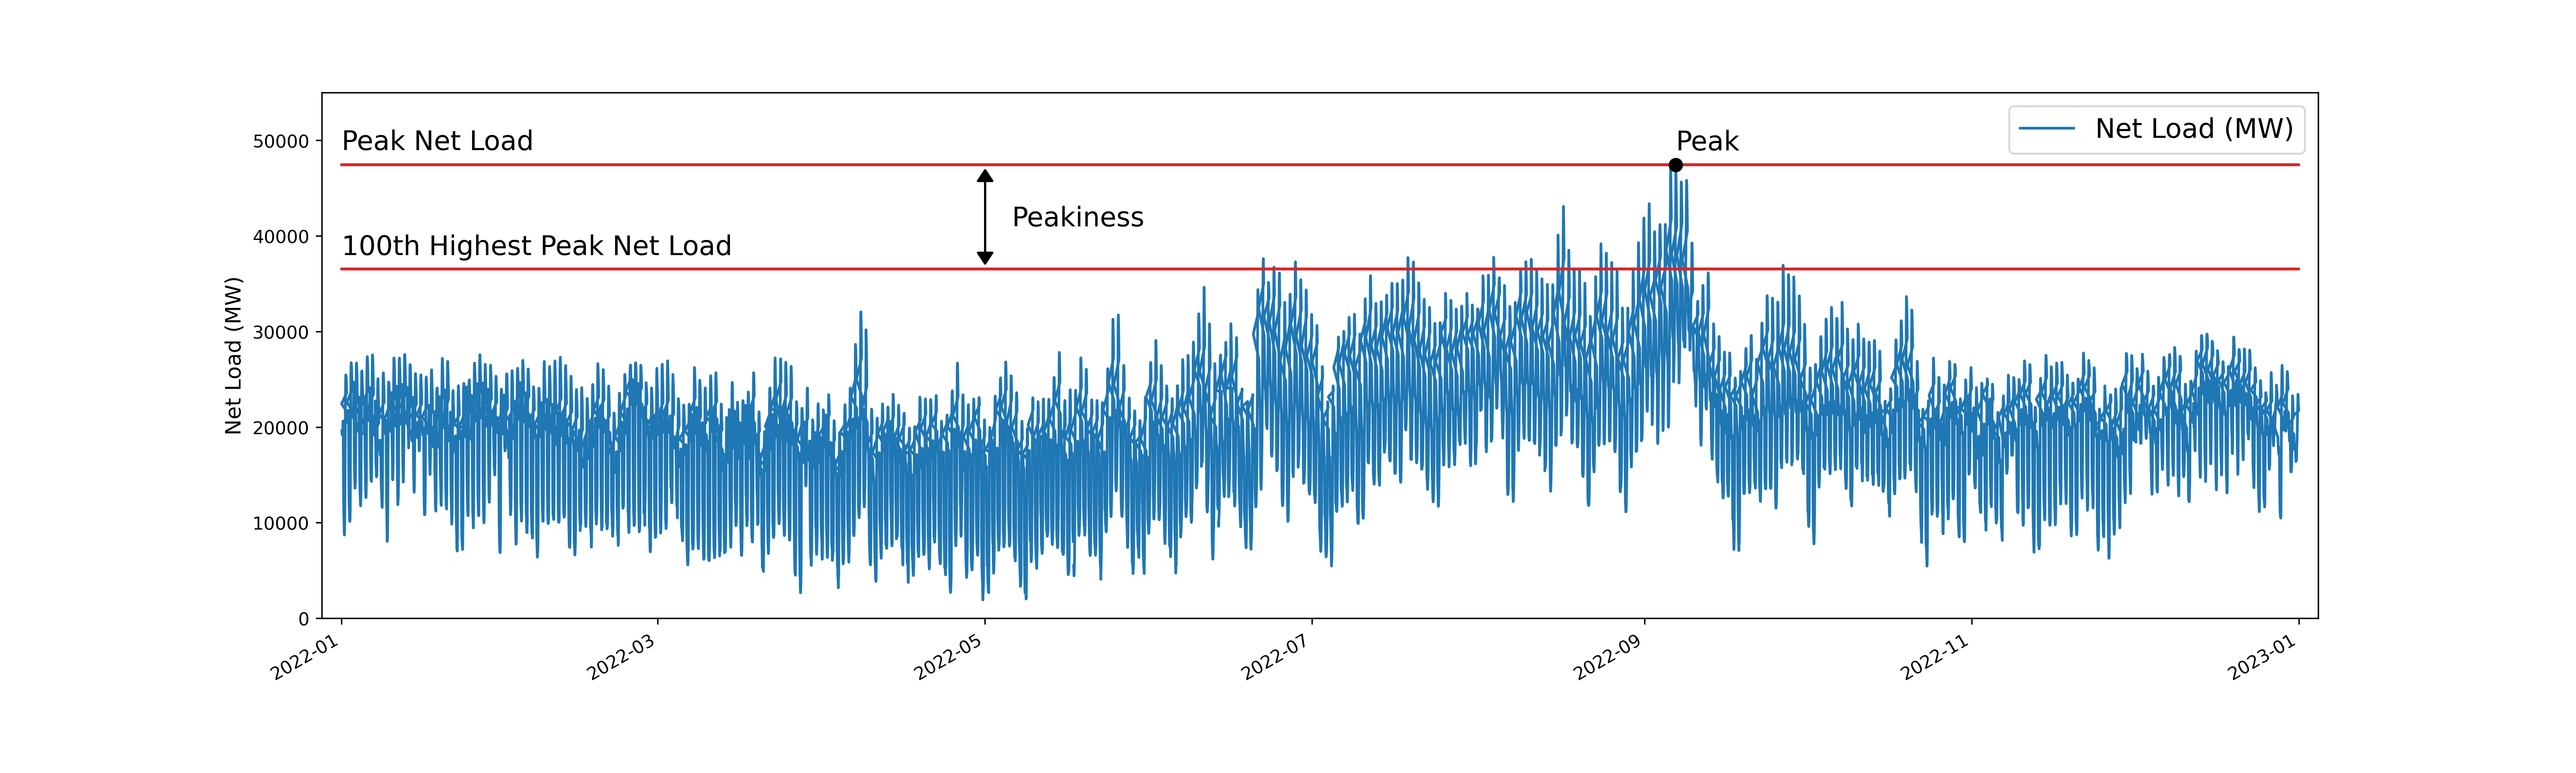 Peak Net Load
Peak
Net Load (MW)
Peakiness
100th Highest Peak Net Load
Net Load (MW)
50000
40000
30000
20000
10000
0
2022-01
2022-03
2022-05
2022-07
2022-09
2022-11
2023-01